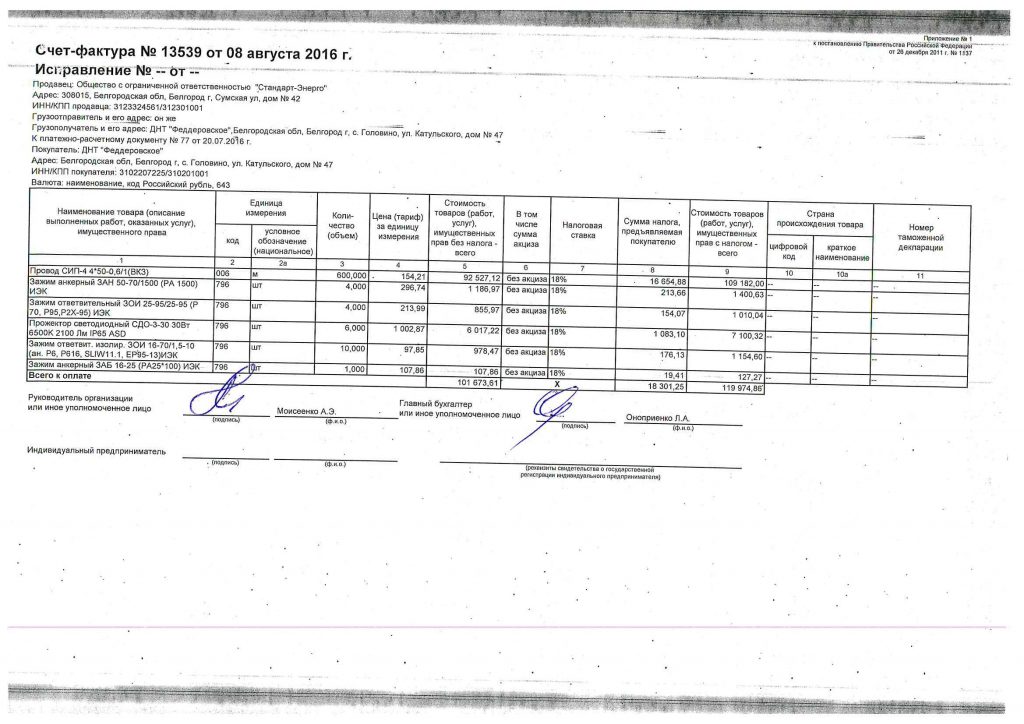 Приложение № 1
к постановлению Правительства Российской Федерации
от 26 декабря 2011 г. № 1137
Счет-фактура № 13539 от 08 августа 2016 г.
Исправление № -- от --
Продавец: Общество с ограниченной ответственностью "Стандарт-Энерго"
Адрес: 308015, Белгородская обл, Белгород г, Сумская ул, дом № 42
ИНН/КПП продавца: 3123324561/312301001
Грузоотправитель и его адрес: он же
Грузополучатель и его адрес: ДНТ "Феддеровское",Белгородская обл, Белгород г, с. Головино, ул. Катульского, дом № 47
К платежно-расчетному документу № 77 от 20.07.2016 г.
Покупатель: ДНТ "Феддеровское"
Адрес: Белгородская обл, Белгород г, с. Головино, ул. Катульского, дом № 47
ИНН/КПП покупателя: 3102207225/310201001
Валюта: наименование, код Российский рубль, 643
Наименование товара (описание выполненных работ, оказанных услуг), имущественного права
Единица измерения
код
условное обозначение (национальное)
Коли-чество (объем)
Цена (тариф) за единицу измерения
Стоимость товаров (работ, услуг), имущественных прав без налога - всего
В том числе сумма акциза
Налоговая ставка
Сумма налога, предъявляемая покупателю
Стоимость товаров (работ, услуг), имущественных прав с налогом - всего
Страна происхождения товара
цифровой код
краткое наименование
Номер таможенной декларации
1 2 2а 3 4 5 6 7 8 9 10 10а 11
Провод СИП-4 4*50-0,6/1(ВКЗ) 006 м 600,000 154,21 92 527,12 без акциза 18% 16 654,88 109 182,00 -- -- --
Зажим анкерный ЗАН 50-70/1500 (PA 1500) ИЭК 796 шт 4,000 296,74 1 186,97 без акциза 18% 213,66 1 400,63 -- -- --
Зажим ответвительный ЗОИ 25-95/25-95 (P 70, P95,P2X-95) ИЭК 796 шт 4,000 213,99 855,97 без акциза 18% 154,07 1 010,04 -- -- --
Прожектор светодиодный СДО-3-30 30Вт 6500K 2100 Лм IP65 ASD 796 шт 6,000 1 002,87 6 017,22 без акциза 18% 1 083,10 7 100,32 -- -- --
Зажим ответвит. изолир. ЗОИ 16-70/1,5-10 (ан. P6, P616, SLIW11.1, EP95-13)ИЭК 796 шт 10,000 97,85 978,47 без акциза 18% 176,13 1 154,60 -- -- --
Зажим анкерный ЗАБ 16-25 (PA25*100) ИЭК 796 шт 1,000 107,86 107,86 без акциза 18% 19,41 127,27 -- -- --
Всего к оплате 101 673,61 X 18 301,25 119 974,86
Руководитель организации
или иное уполномоченное лицо
(подпись)
Моисеенко А.Э.
(ф.и.о.)
Главный бухгалтер
или иное уполномоченное лицо
(подпись)
Оноприенко Л.А.
(ф.и.о.)
Индивидуальный предприниматель
(подпись)
(ф.и.о.)
(реквизиты свидетельства о государственной
регистрации индивидуального предпринимателя)